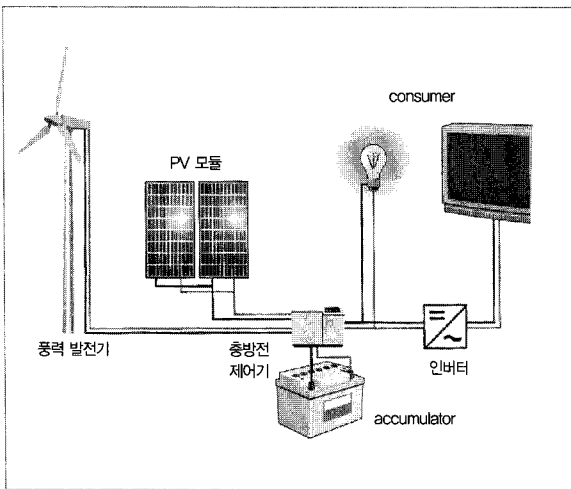 consumer
PV 모듈
풍력 발전기
충방전
제어기
인버터
accumulator